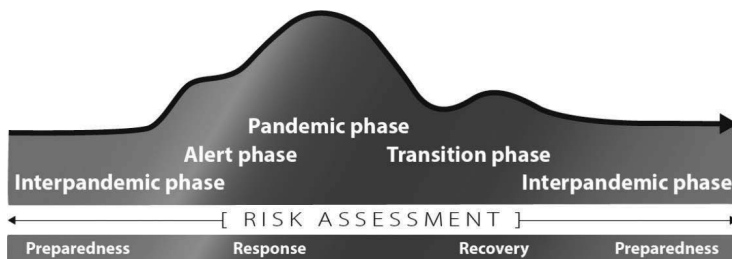 Pandemic phase
Alert phase Transition phase
Interpandemic phase Interpandemic phase
[ RISK ASSESSMENT ]
Preparedness Response Recovery Preparedness